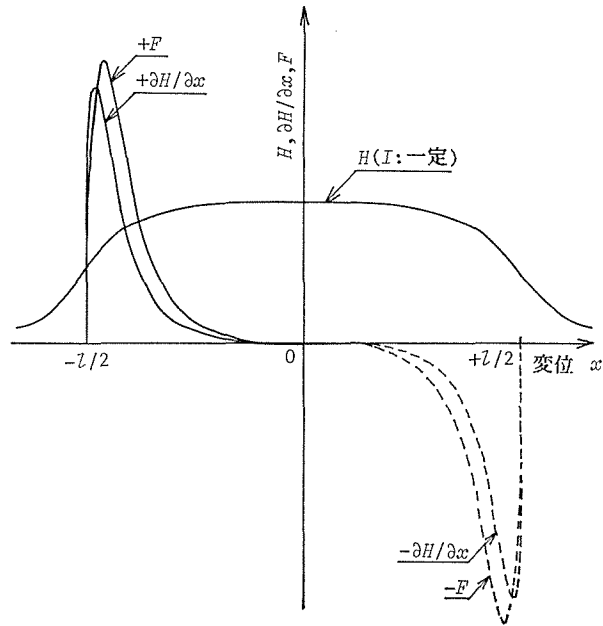 +F
+∂H/∂x
H, ∂H/∂x, F
H(I:一定)
-l/2
0
+l/2
変位 x
-∂H/∂x
-F